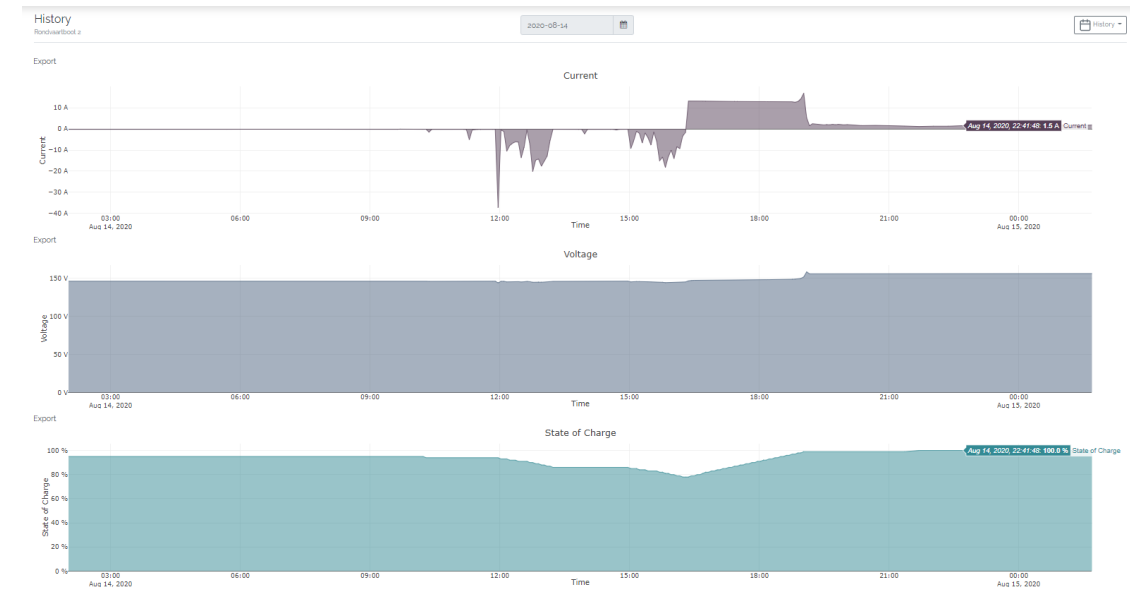 History
Rondvaartboot 2
2020-08-14
History
Export
Current
10 A
0 A
−10 A
−20 A
−30 A
−40 A
Current
Aug 14, 2020, 22:41:48: 1.5 A Current
03:00 06:00 09:00 12:00 15:00 18:00 21:00 00:00
Aug 14, 2020 Aug 15, 2020
Time
Export
Voltage
150 V
100 V
50 V
0 V
Voltage
03:00 06:00 09:00 12:00 15:00 18:00 21:00 00:00
Aug 14, 2020 Aug 15, 2020
Time
Export
State of Charge
100 %
80 %
60 %
40 %
20 %
0 %
State of Charge
Aug 14, 2020, 22:41:48: 100.0 % State of Charge
03:00 06:00 09:00 12:00 15:00 18:00 21:00 00:00
Aug 14, 2020 Aug 15, 2020
Time